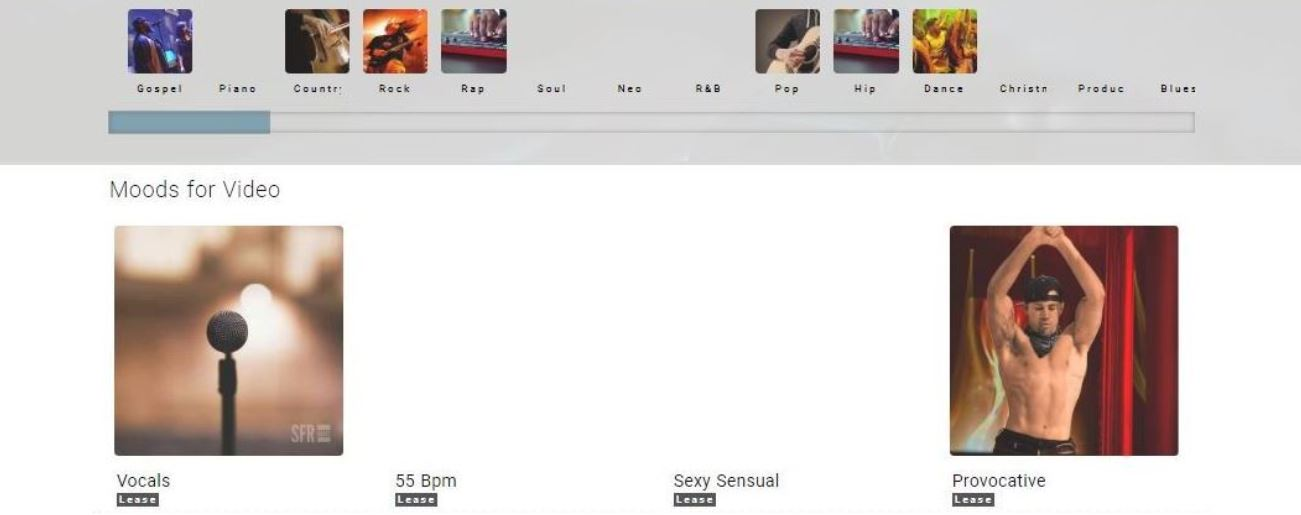 Gospel Piano Countr Rock Rap Soul Neo R&B Pop Hip Dance Christn Produc Blues
Moods for Video
SFR
Vocals 55 Bpm Sexy Sensual Provocative
Lease Lease Lease Lease